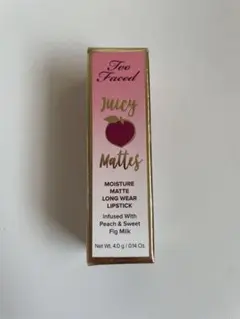 Too Faced
Juicy
Mattes
MOISTURE
MATTE
LONG WEAR
LIPSTICK
Infused With
Peach & Sweet
Fig Milk
Net Wt. 4.0 g / 0.14 Oz.